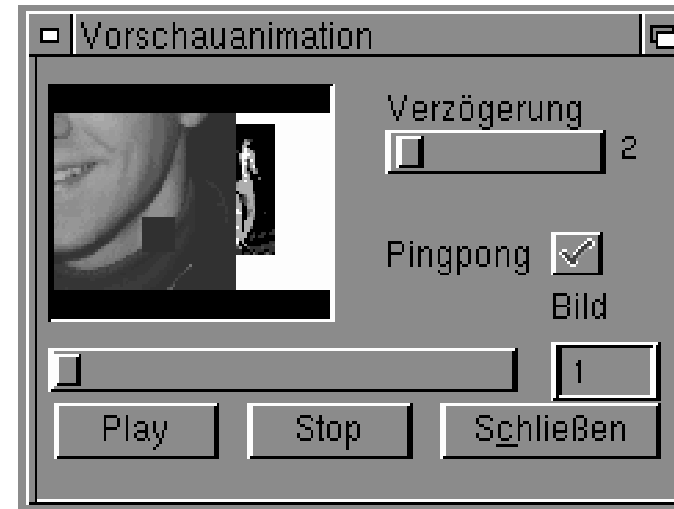 Vorschauanimation
Verzögerung
2
Pingpong
Bild
1
Play Stop Schließen